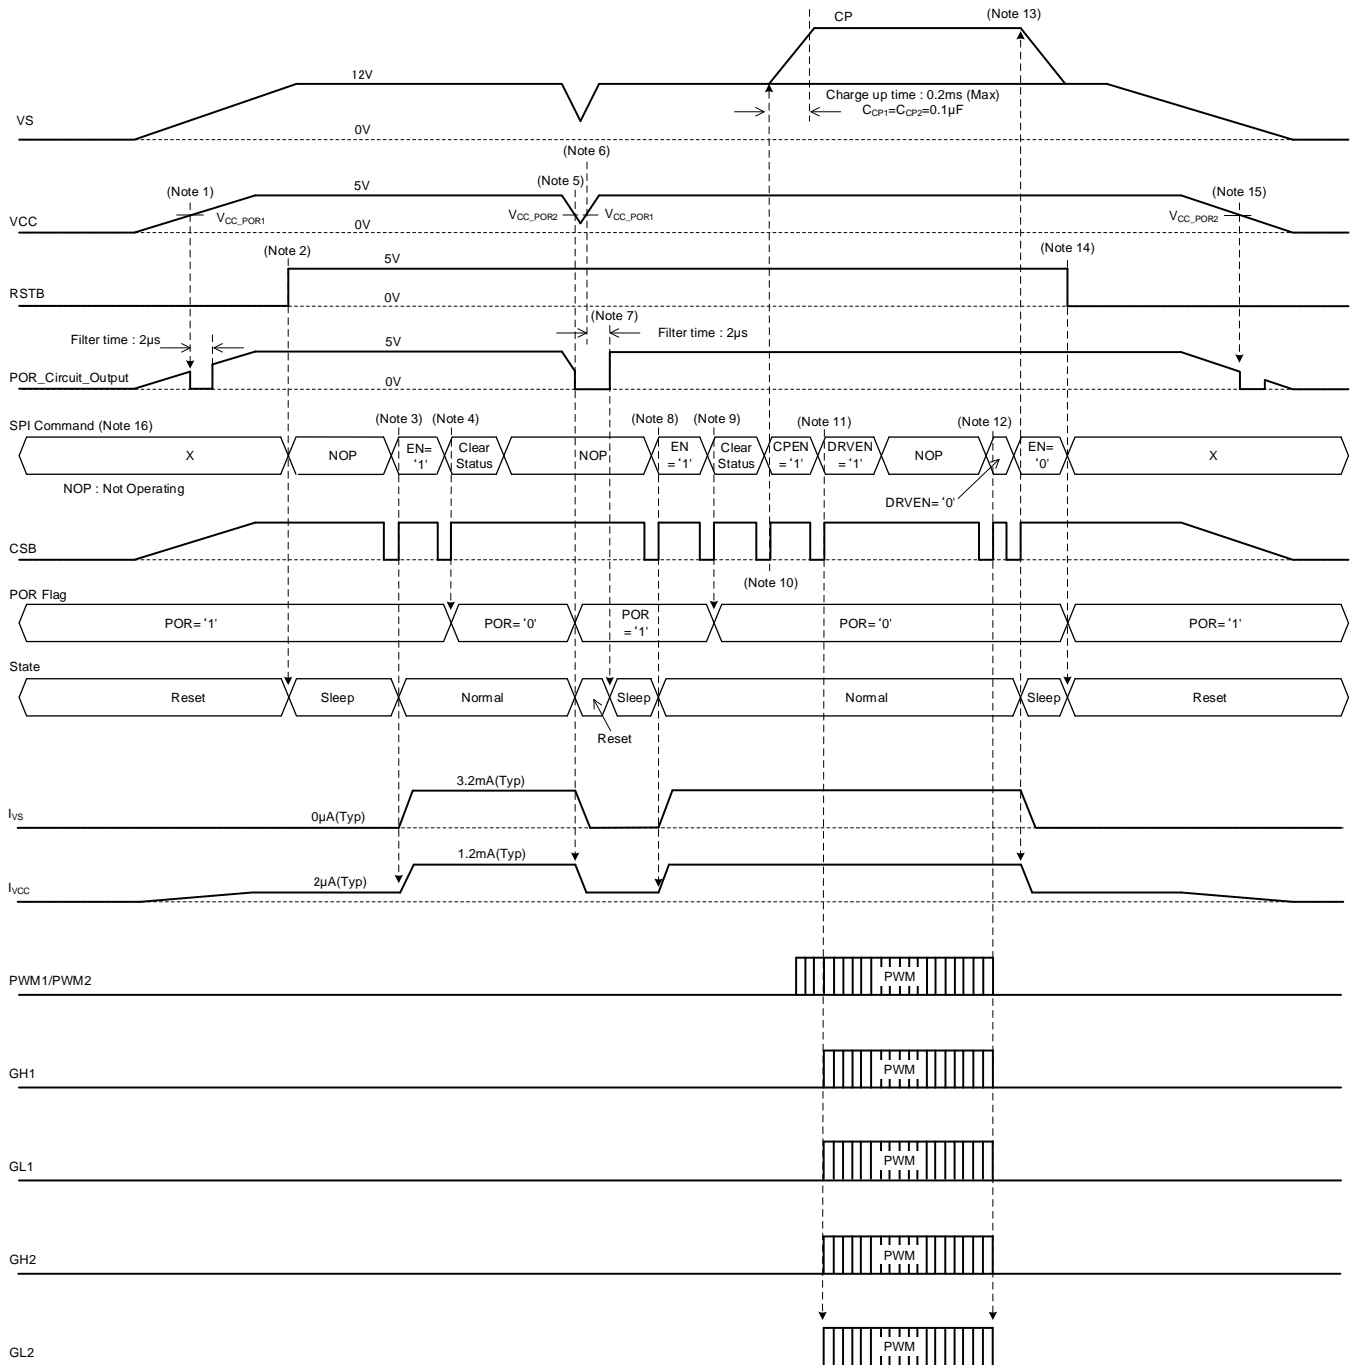 CP
(Note 13)
12V
Charge up time : 0.2ms (Max)
CCP1=CCP2=0.1µF
VS
0V
(Note 6)
(Note 1)
5V
(Note 5)
(Note 15)
VCC
VCC_POR1
VCC_POR2
VCC_POR1
VCC_POR2
0V
(Note 2)
5V
(Note 14)
RSTB
0V
(Note 7)
Filter time : 2µs
5V
Filter time : 2µs
POR_Circuit_Output
0V
SPI Command (Note 16)
(Note 3)
(Note 4)
(Note 8)
(Note 9)
(Note 11)
(Note 12)
X
NOP
EN=
‘1’
Clear
Status
NOP
EN
= ‘1’
Clear
Status
CPEN
= ‘1’
DRVEN
= ‘1’
NOP
EN=
‘0’
X
NOP : Not Operating
DRVEN= ‘0’
CSB
(Note 10)
POR Flag
POR= ‘1’
POR= ‘0’
POR
= ‘1’
POR= ‘0’
POR= ‘1’
State
Reset
Sleep
Normal
Sleep
Normal
Sleep
Reset
Reset
3.2mA(Typ)
IVS
0µA(Typ)
1.2mA(Typ)
IVCC
2µA(Typ)
PWM1/PWM2
PWM
GH1
PWM
GL1
PWM
GH2
PWM
GL2
PWM